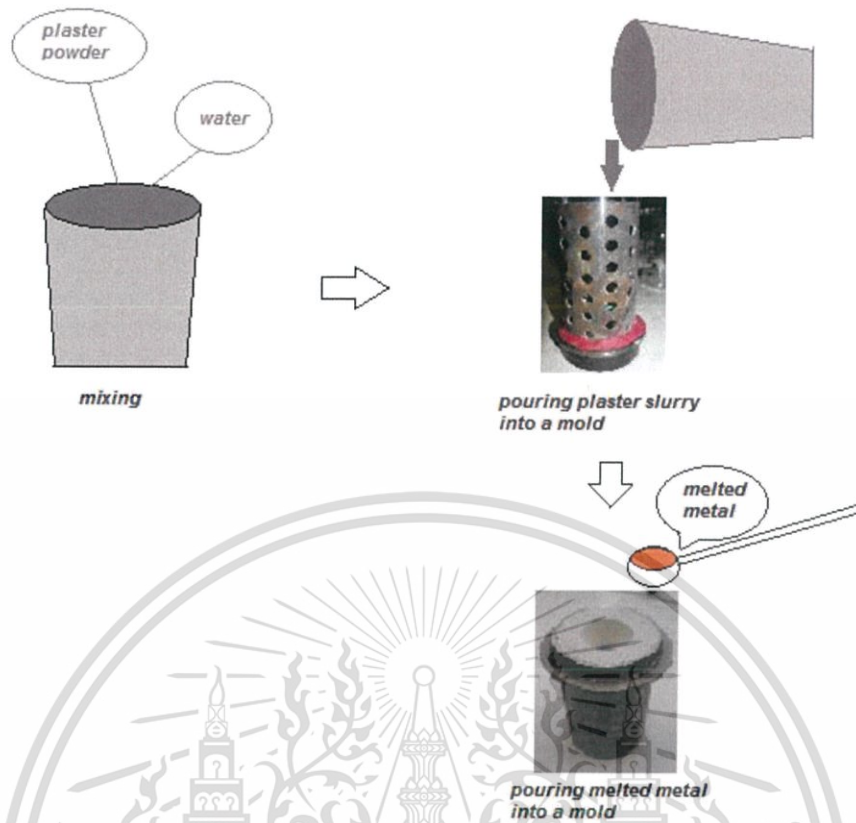 plaster
powder
water
mixing
pouring plaster slurry
into a mold
melted
metal
pouring melted metal
into a mold